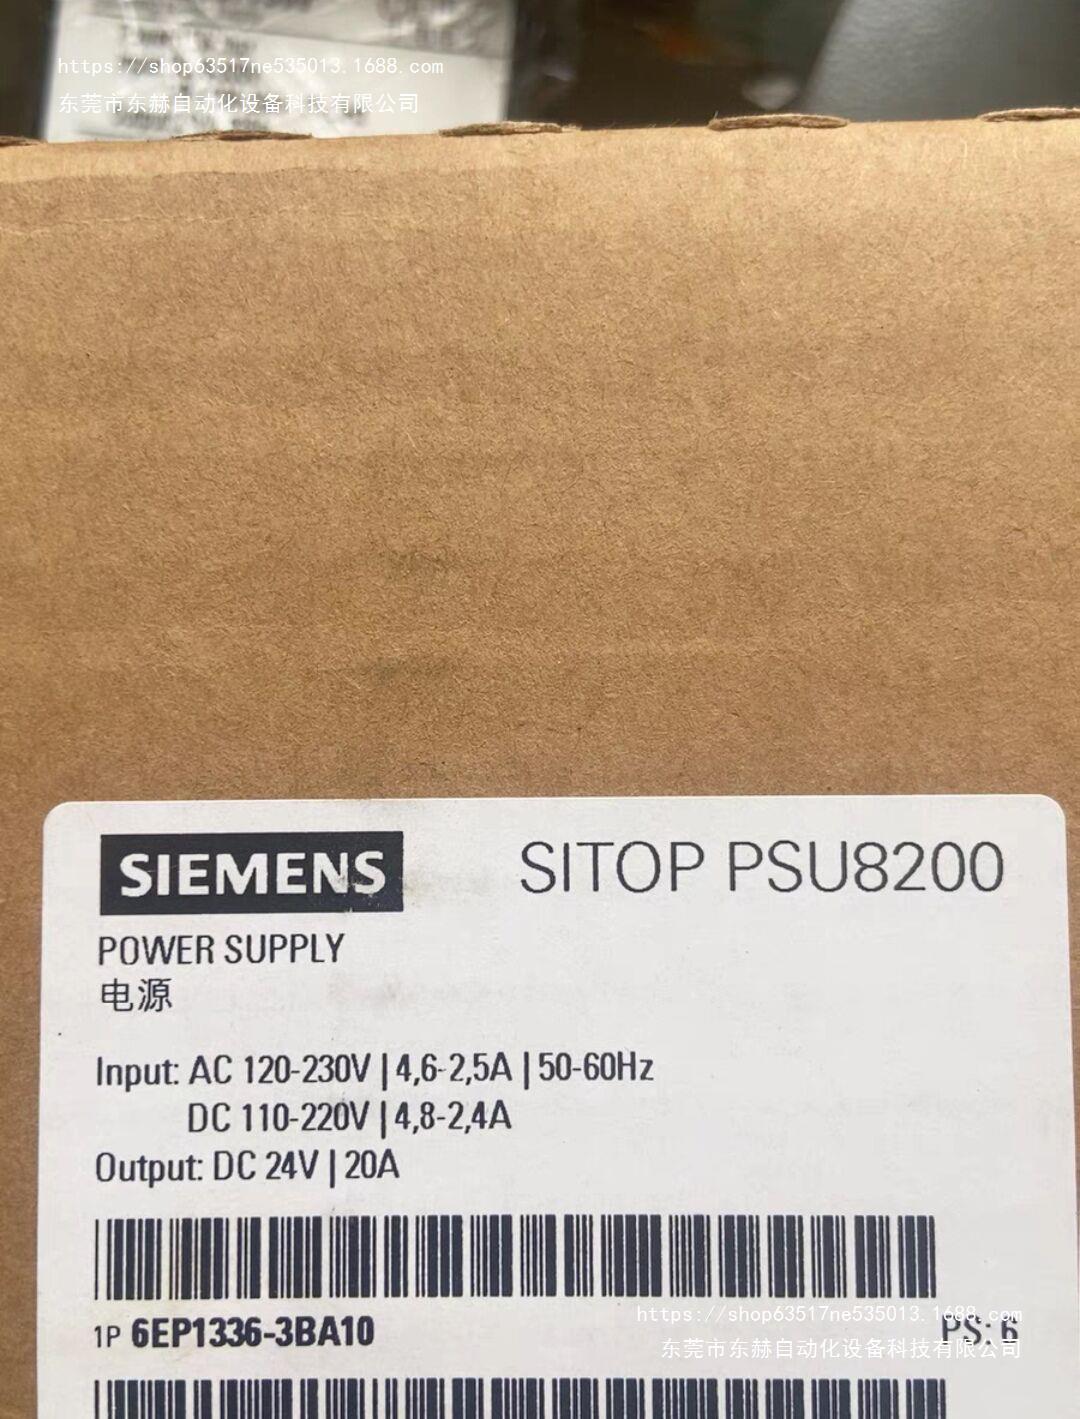 https://shop63517ne535013.1688.com
东莞市东赫自动化设备科技有限公司
SIEMENS
SITOP PSU8200
POWER SUPPLY
电源
Input: AC 120-230V | 4,6-2,5A | 50-60Hz
DC 110-220V | 4,8-2,4A
Output: DC 24V | 20A
https://shop63517ne535013.1688.com
1P 6EP1336-3BA10
PS: 6
东莞市东赫自动化设备科技有限公司